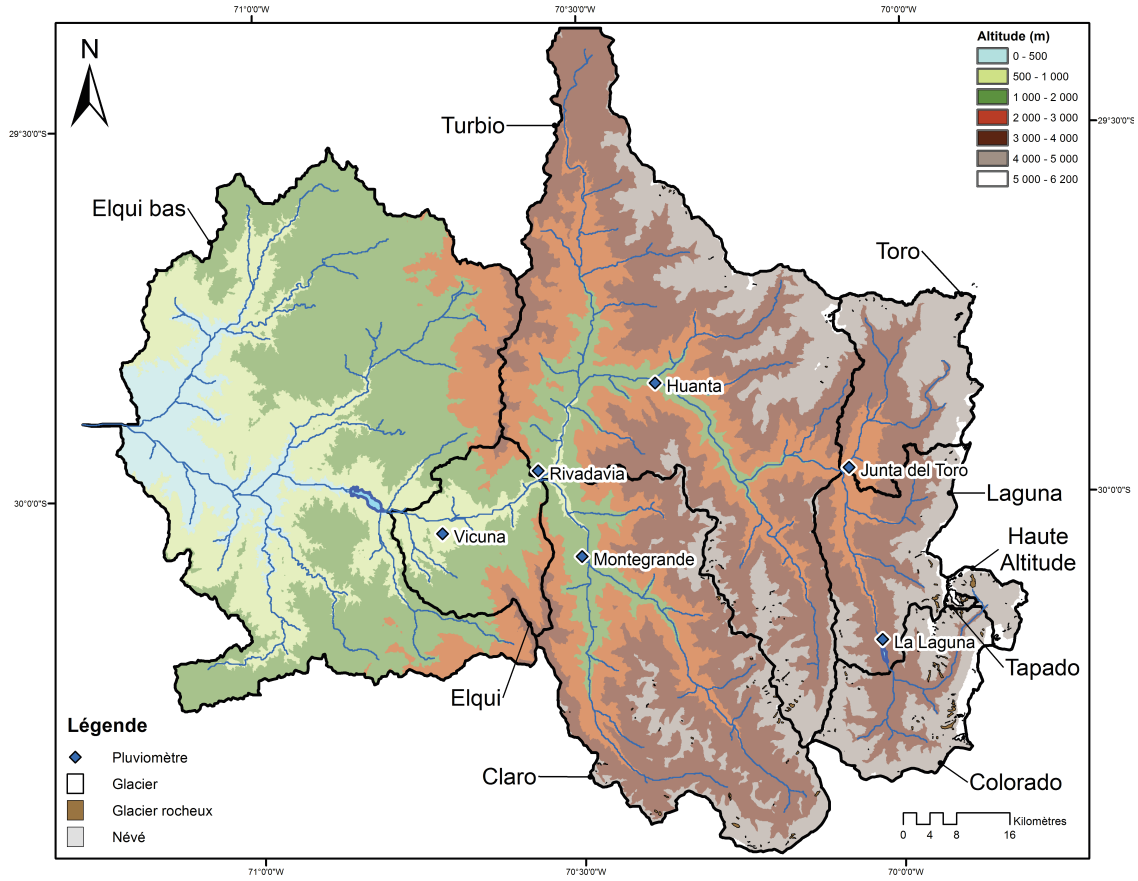 71°0'0"W
70°30'0"W
70°0'0"W
N
Altitude (m)
0 - 500
500 - 1 000
1 000 - 2 000
2 000 - 3 000
3 000 - 4 000
4 000 - 5 000
5 000 - 6 200
29°30'0"S
29°30'0"S
Turbio
Elqui bas
Toro
Huanta
Rivadavia
Junta del Toro
Laguna
30°0'0"S
30°0'0"S
Vicuna
Haute
Altitude
Montegrande
La Laguna
Tapado
Elqui
Claro
Colorado
Légende
Pluviomètre
Glacier
Glacier rocheux
Névé
Kilomètres
0 4 8 16
71°0'0"W
70°30'0"W
70°0'0"W